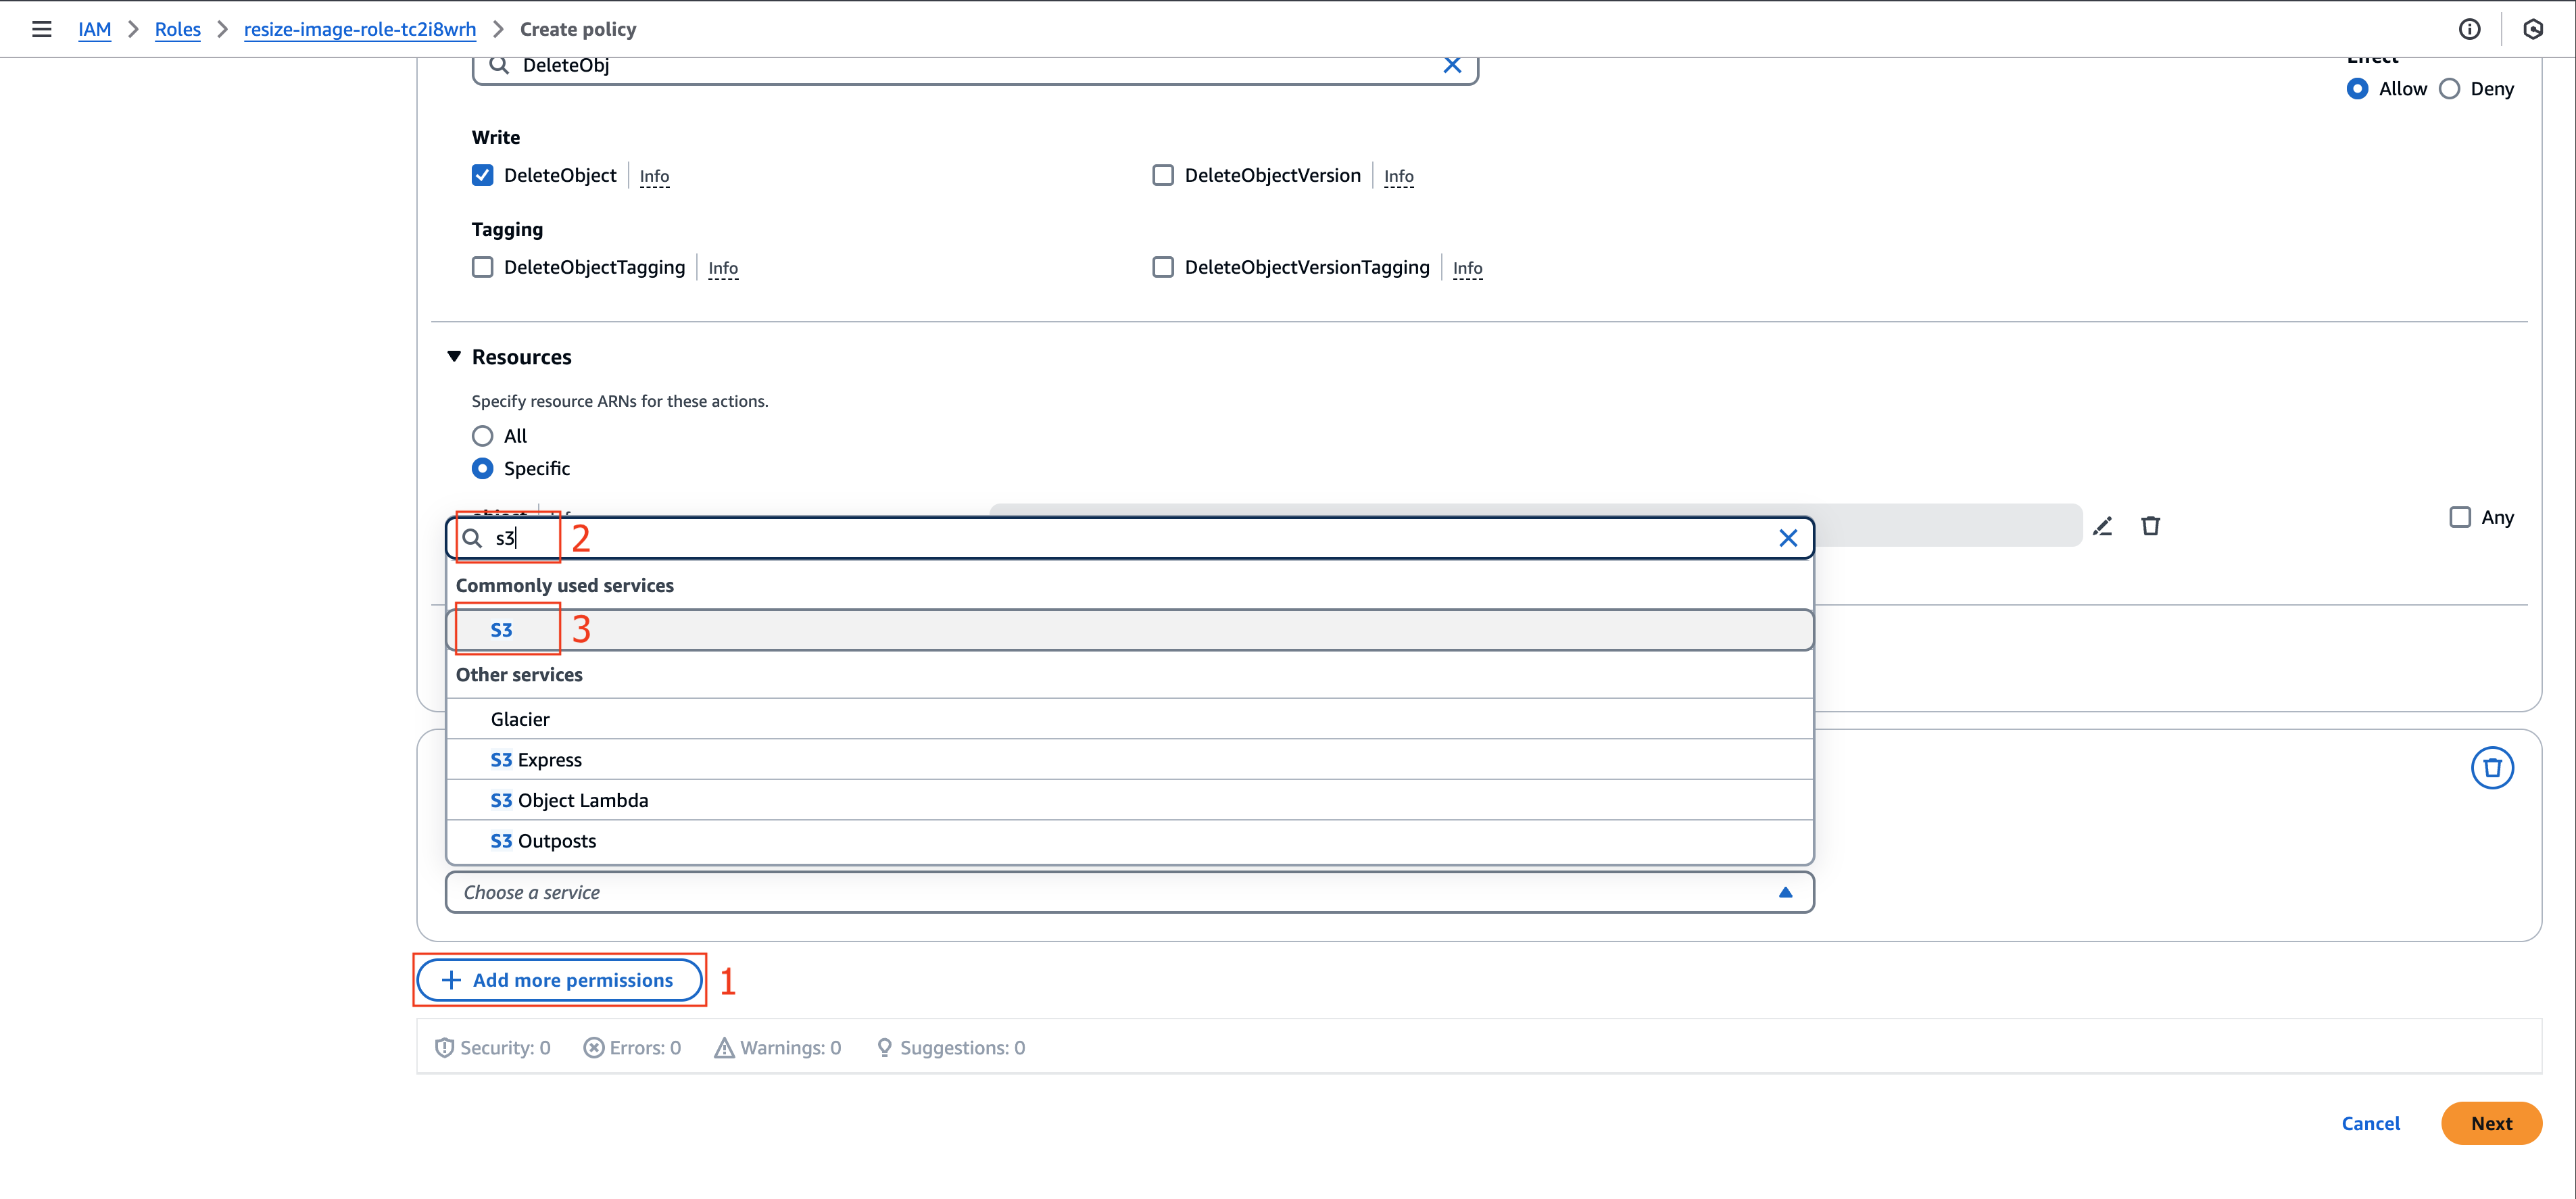 IAM > Roles > resize-image-role-tc2i8wrh > Create policy
DeleteObj
Effect
Allow Deny
Write
DeleteObject Info
DeleteObjectVersion Info
Tagging
DeleteObjectTagging Info
DeleteObjectVersionTagging Info
Resources
Specify resource ARNs for these actions.
All
Specific
Any
s3 2
Commonly used services
S3 3
Other services
Glacier
S3 Express
S3 Object Lambda
S3 Outposts
Choose a service
+ Add more permissions 1
Security: 0 Errors: 0 Warnings: 0 Suggestions: 0
Cancel Next